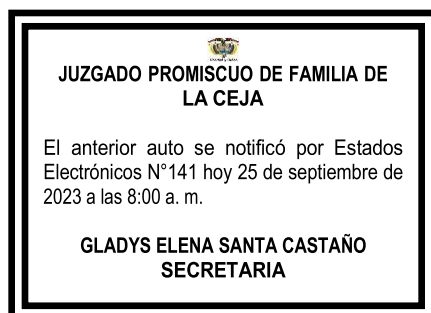 JUZGADO PROMISCUO DE FAMILIA DE
LA CEJA
El anterior auto se notificó por Estados
Electrónicos N°141 hoy 25 de septiembre de
2023 a las 8:00 a. m.
GLADYS ELENA SANTA CASTAÑO
SECRETARIA